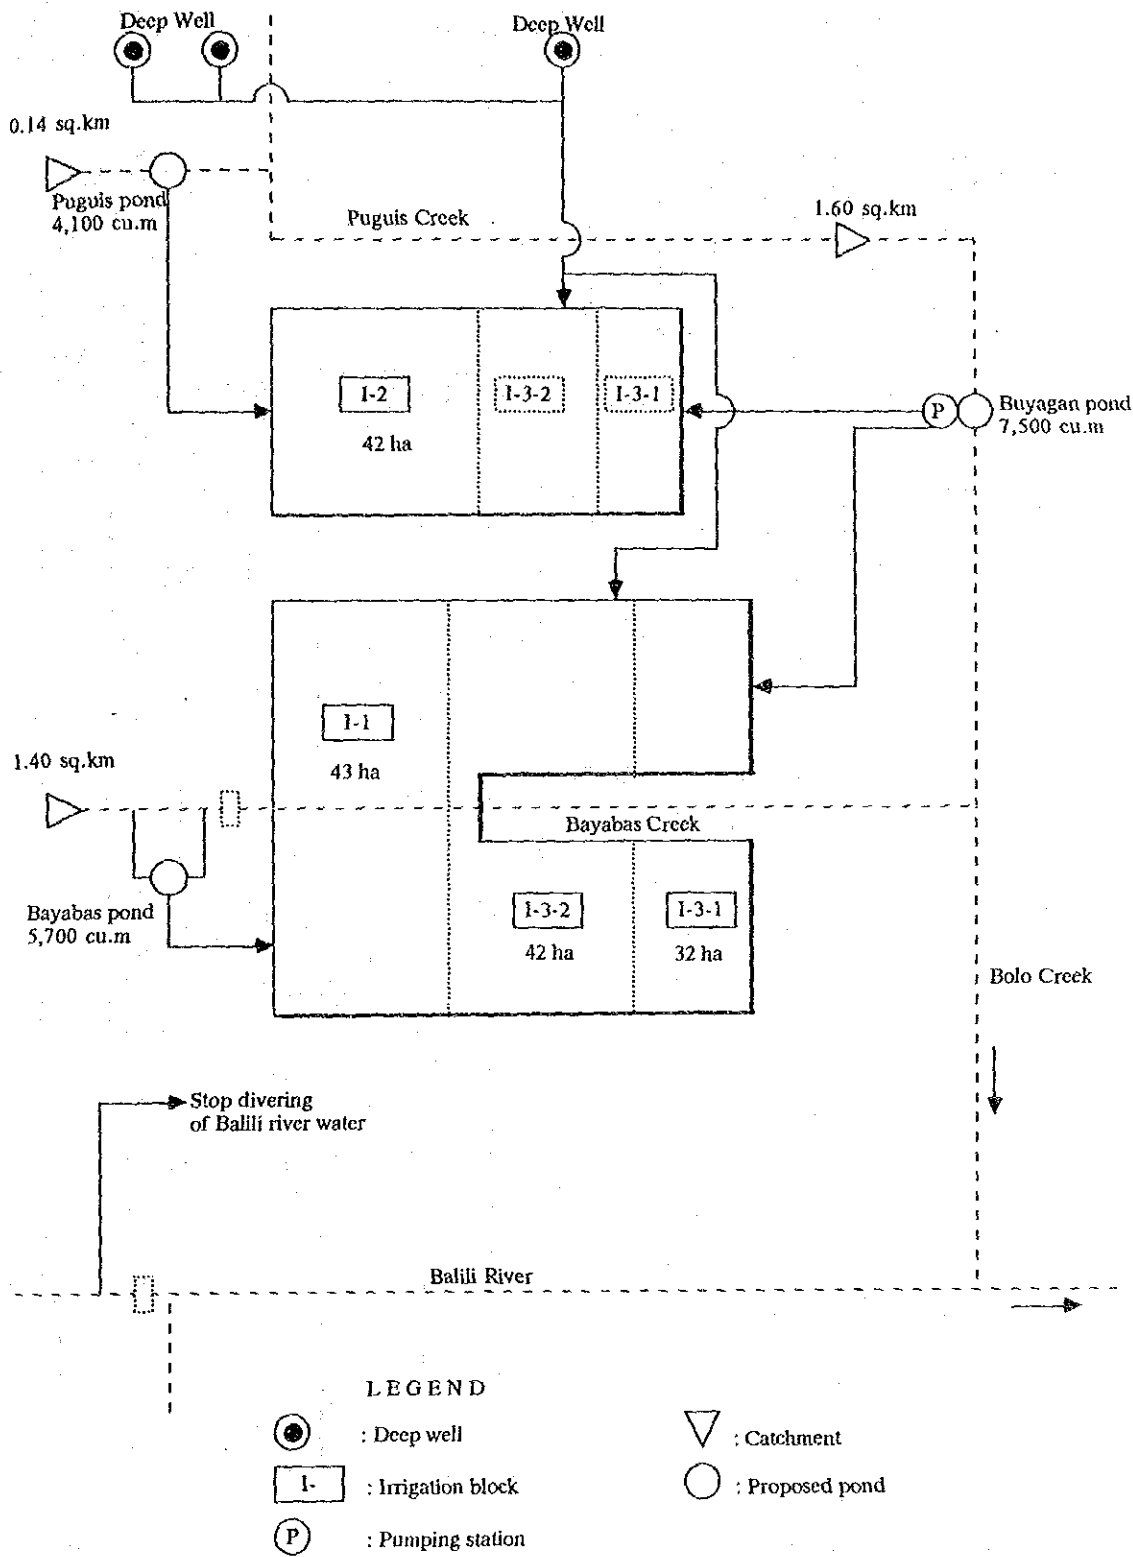 Deep Well
Deep Well
0.14 sq.km
Puguis pond
4,100 cu.m
Puguis Creek
1.60 sq.km
I-2
I-3-2
I-3-1
42 ha
P
Buyagan pond
7,500 cu.m
I-1
43 ha
1.40 sq.km
Bayabas Creek
Bayabas pond
5,700 cu.m
I-3-2
I-3-1
42 ha
32 ha
Bolo Creek
Stop divering
of Balili river water
Balili River
LEGEND
: Deep well
: Catchment
I-
: Irrigation block
: Proposed pond
P
: Pumping station